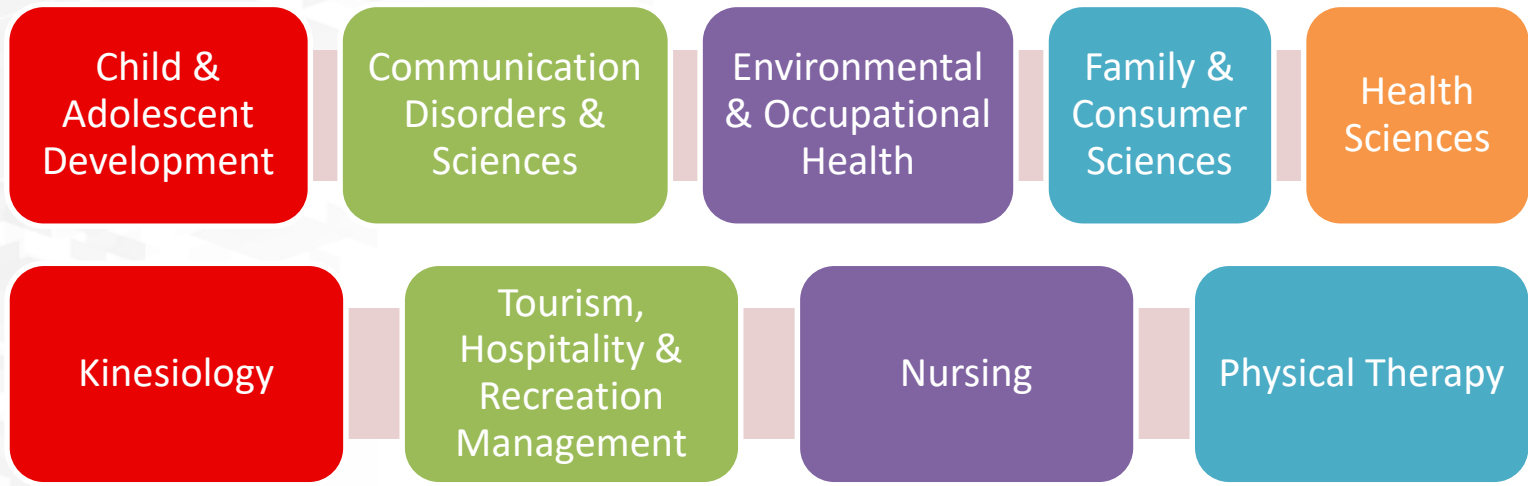 Child &
Adolescent
Development
Communication
Disorders &
Sciences
Environmental
& Occupational
Health
Family &
Consumer
Sciences
Health
Sciences
Kinesiology
Tourism,
Hospitality &
Recreation
Management
Nursing
Physical Therapy